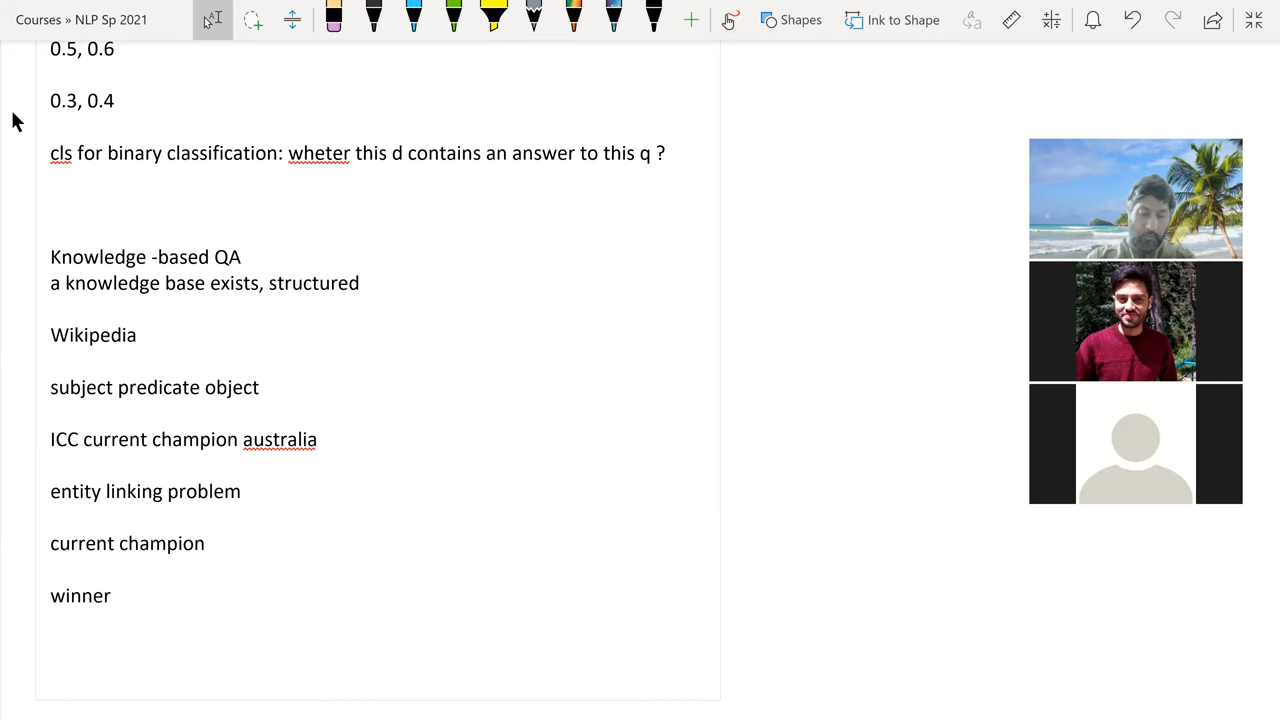 Courses » NLP Sp 2021
Shapes
Ink to Shape
0.5, 0.6
0.3, 0.4
cls for binary classification: wheter this d contains an answer to this q ?
Knowledge -based QA
a knowledge base exists, structured
Wikipedia
subject predicate object
ICC current champion australia
entity linking problem
current champion
winner